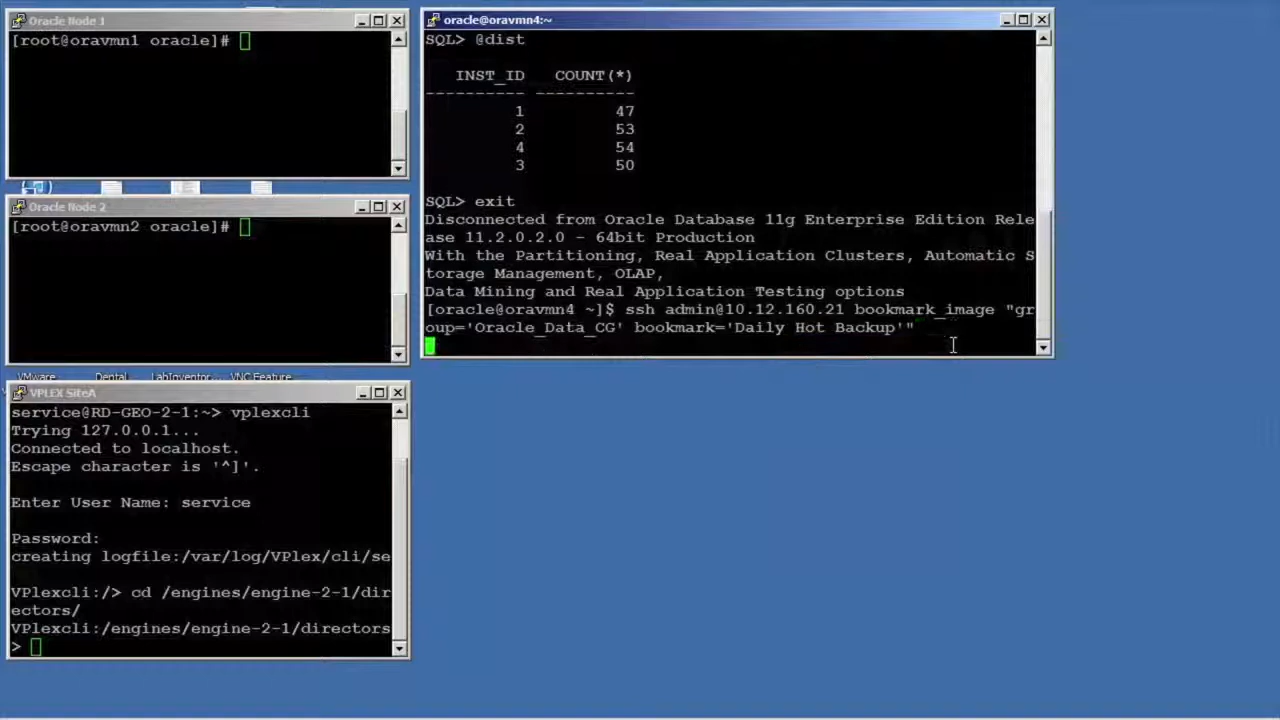 Oracle Node 1
[root@oravmn1 oracle]#
Oracle Node 2
[root@oravmn2 oracle]#
VMware Dental LabInventor... VNC Feature
VPLEX SiteA
service@RD-GEO-2-1:~> vplexcli
Trying 127.0.0.1...
Connected to localhost.
Escape character is '^]'.
Enter User Name: service
Password:
creating logfile:/var/log/VPlex/cli/se
VPlexcli:/> cd /engines/engine-2-1/dir
ectors/
VPlexcli:/engines/engine-2-1/directors
>
oracle@oravmn4:~
SQL> @dist
INST_ID COUNT(*)
---------- ----------
1 47
2 53
4 54
3 50
SQL> exit
Disconnected from Oracle Database 11g Enterprise Edition Rele
ase 11.2.0.2.0 - 64bit Production
With the Partitioning, Real Application Clusters, Automatic S
torage Management, OLAP,
Data Mining and Real Application Testing options
[oracle@oravmn4 ~]$ ssh admin@10.12.160.21 bookmark_image "gr
oup='Oracle_Data_CG' bookmark='Daily Hot Backup'"